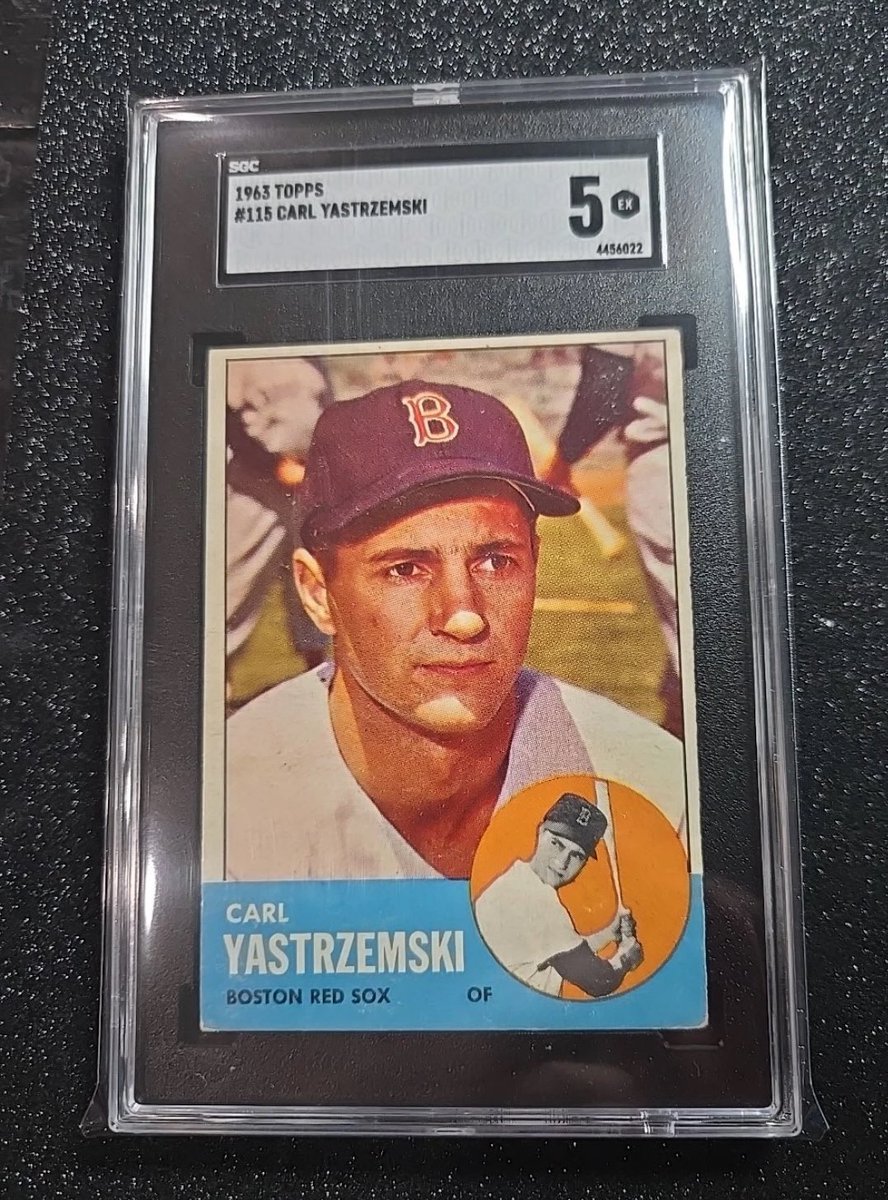 SGC
1963 TOPPS
#115 CARL YASTRZEMSKI
5 EX
4456022
B
B
CARL
YASTRZEMSKI
BOSTON RED SOX OF